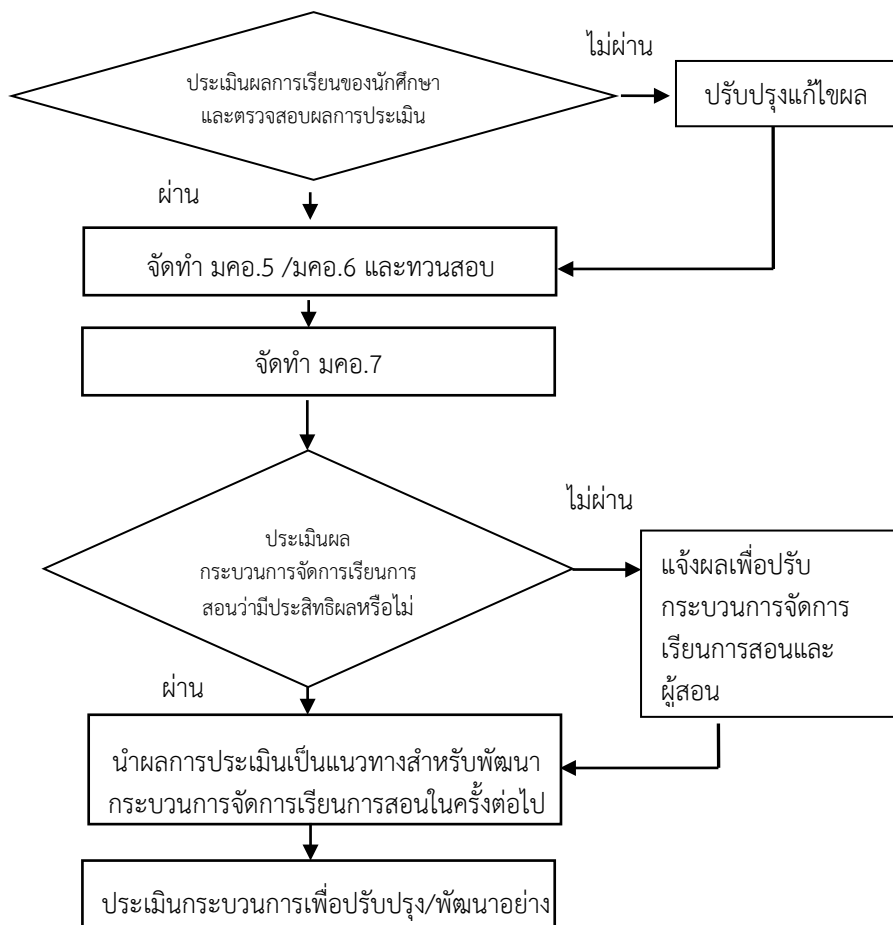 ไม่ผ่าน
ประเมินผลการเรียนของนักศึกษา
และตรวจสอบผลการประเมิน
ปรับปรุงแก้ไขผล
ผ่าน
จัดทำ มคอ.5 /มคอ.6 และทวนสอบ
จัดทำ มคอ.7
ไม่ผ่าน
ประเมินผล
กระบวนการจัดการเรียนการ
สอนว่ามีประสิทธิผลหรือไม่
แจ้งผลเพื่อปรับ
กระบวนการจัดการ
เรียนการสอนและ
ผู้สอน
ผ่าน
นำผลการประเมินเป็นแนวทางสำหรับพัฒนา
กระบวนการจัดการเรียนการสอนในครั้งต่อไป
ประเมินกระบวนการเพื่อปรับปรุง/พัฒนาอย่าง